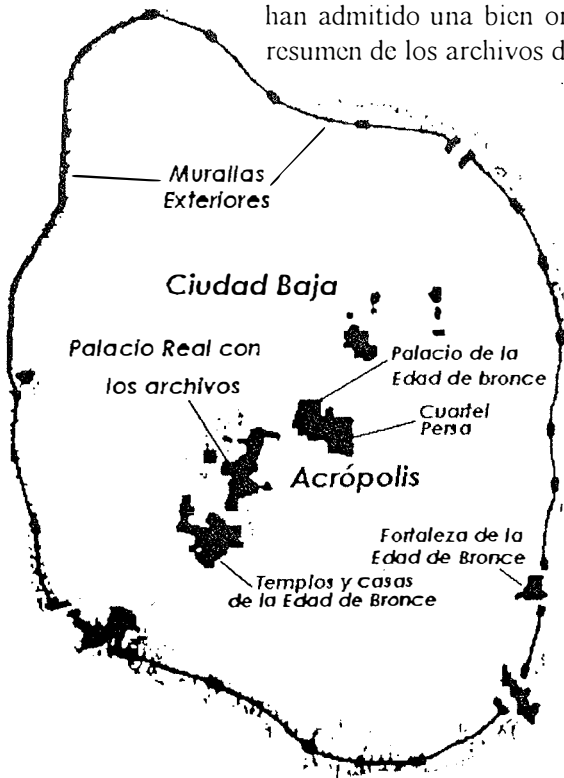 han admitido una bien or
resumen de los archivos d
Murallas
Exteriores
Ciudad Baja
Palacio Real con
los archivos
Palacio de la
Edad de bronce
Cuartel
Persa
Acrópolis
Fortaleza de la
Edad de Bronce
Templos y casas
de la Edad de Bronce